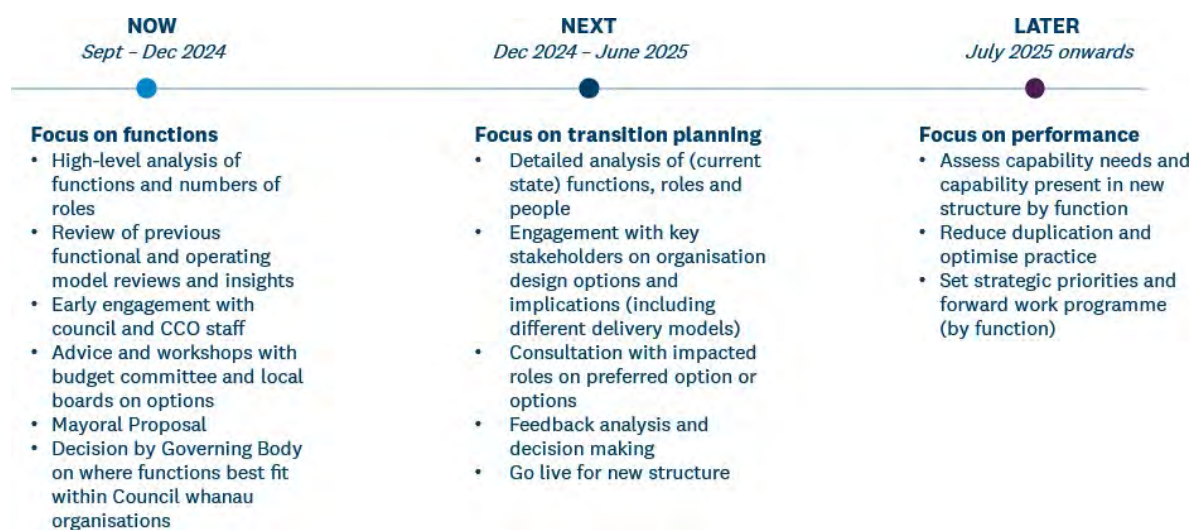 NOW
Sept – Dec 2024
Focus on functions
• High-level analysis of
functions and numbers of
roles
• Review of previous
functional and operating
model reviews and insights
• Early engagement with
council and CCO staff
• Advice and workshops with
budget committee and local
boards on options
• Mayoral Proposal
• Decision by Governing Body
on where functions best fit
within Council whanau
organisations
NEXT
Dec 2024 – June 2025
Focus on transition planning
• Detailed analysis of (current
state) functions, roles and
people
• Engagement with key
stakeholders on organisation
design options and
implications (including
different delivery models)
• Consultation with impacted
roles on preferred option or
options
• Feedback analysis and
decision making
• Go live for new structure
LATER
July 2025 onwards
Focus on performance
• Assess capability needs and
capability present in new
structure by function
• Reduce duplication and
optimise practice
• Set strategic priorities and
forward work programme
(by function)